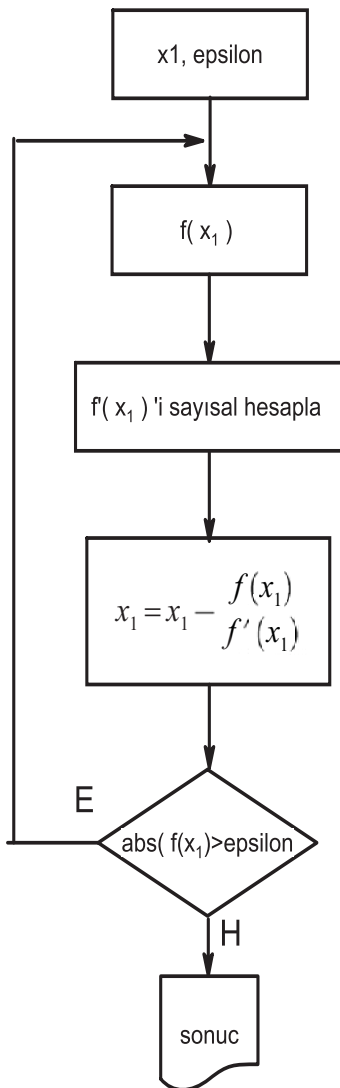 x1, epsilon
f( x₁ )
f'( x₁ ) 'i sayısal hesapla
x₁ = x₁ − f(x₁) / f′(x₁)
E
abs( f(x₁)>epsilon
H
sonuc